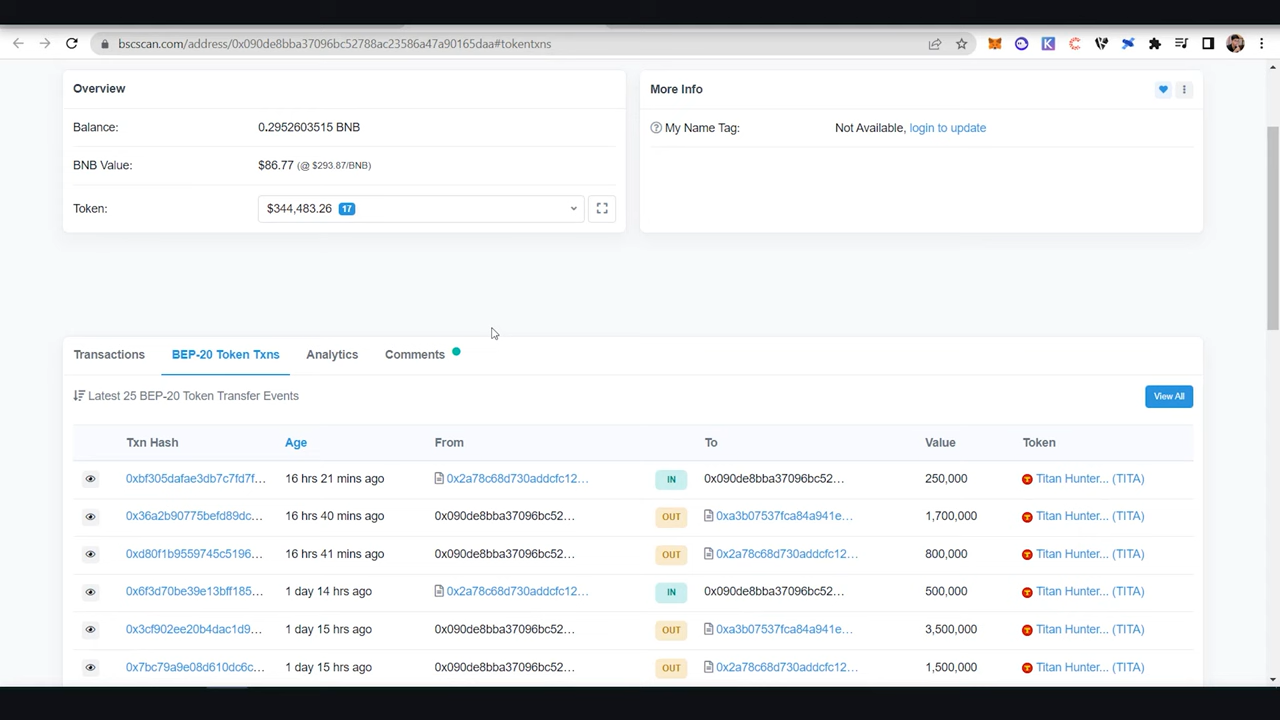 bscscan.com/address/0x090de8bba37096bc52788ac23586a47a90165daa#tokentxns
Overview
Balance: 0.2952603515 BNB
BNB Value: $86.77 (@ $293.87/BNB)
Token: $344,483.26 17
More Info
My Name Tag: Not Available, login to update
Transactions BEP-20 Token Txns Analytics Comments
Latest 25 BEP-20 Token Transfer Events View All
Txn Hash Age From To Value Token
0xbf305dafae3db7c7fd7f... 16 hrs 21 mins ago 0x2a78c68d730addcfc12... IN 0x090de8bba37096bc52... 250,000 Titan Hunter... (TITA)
0x36a2b90775befd89dc... 16 hrs 40 mins ago 0x090de8bba37096bc52... OUT 0xa3b07537fca84a941e... 1,700,000 Titan Hunter... (TITA)
0xd80f1b9559745c5196... 16 hrs 41 mins ago 0x090de8bba37096bc52... OUT 0x2a78c68d730addcfc12... 800,000 Titan Hunter... (TITA)
0x6f3d70be39e13bff185... 1 day 14 hrs ago 0x2a78c68d730addcfc12... IN 0x090de8bba37096bc52... 500,000 Titan Hunter... (TITA)
0x3cf902ee20b4dac1d9... 1 day 15 hrs ago 0x090de8bba37096bc52... OUT 0xa3b07537fca84a941e... 3,500,000 Titan Hunter... (TITA)
0x7bc79a9e08d610dc6c... 1 day 15 hrs ago 0x090de8bba37096bc52... OUT 0x2a78c68d730addcfc12... 1,500,000 Titan Hunter... (TITA)